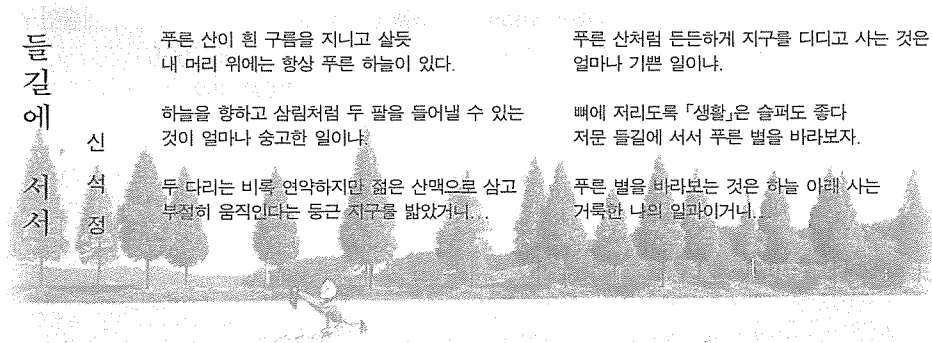 들길에 서서
신석정
푸른 산이 흰 구름을 지니고 살듯
내 머리 위에는 항상 푸른 하늘이 있다.
하늘을 향하고 삼림처럼 두 팔을 들어낼 수 있는
것이 얼마나 숭고한 일이냐.
두 다리는 비록 연약하지만 젊은 산맥으로 삼고
부절히 움직인다는 둥근 지구를 밟았거니...
푸른 산처럼 든든하게 지구를 디디고 사는 것은
얼마나 기쁜 일이냐.
뼈에 저리도록 「생활」은 슬퍼도 좋다
저문 들길에 서서 푸른 별을 바라보자.
푸른 별을 바라보는 것은 하늘 아래 사는
거룩한 나의 일과이거니...